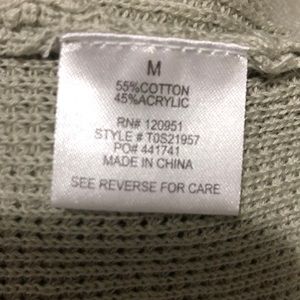 M
55%COTTON
45%ACRYLIC
RN# 120951
STYLE # T0S21957
PO# 441741
MADE IN CHINA
SEE REVERSE FOR CARE